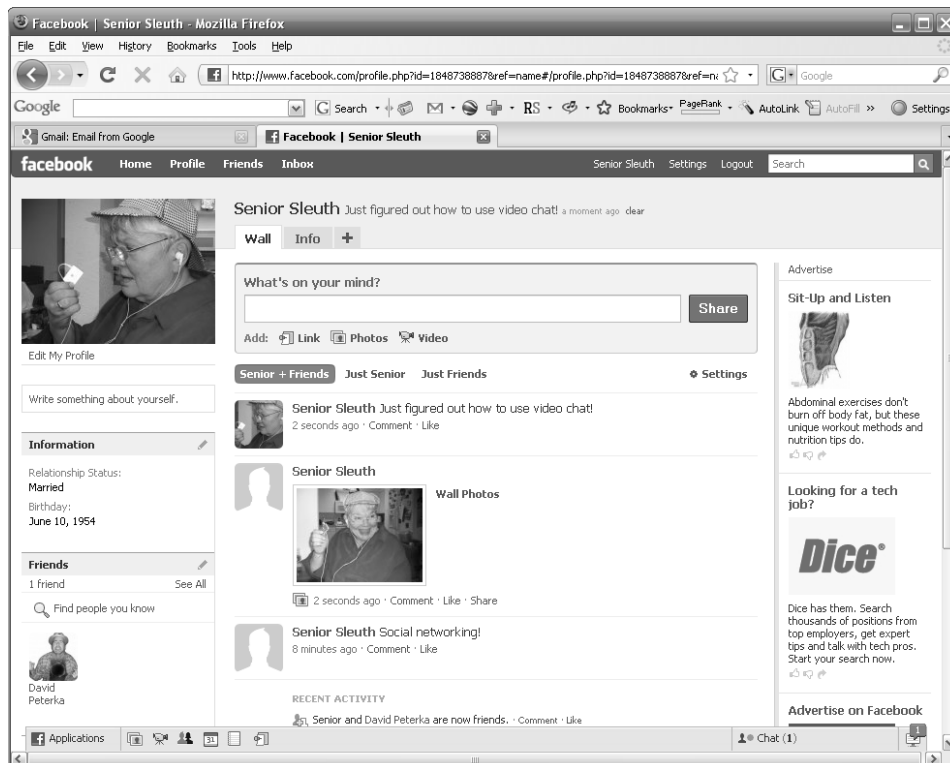 Facebook | Senior Sleuth - Mozilla Firefox
File Edit View History Bookmarks Tools Help
http://www.facebook.com/profile.php?id=1848738887&ref=name#/profile.php?id=1848738887&ref=na
Google
Google Search RS Bookmarks PageRank AutoLink AutoFill » Settings
Gmail: Email from Google
Facebook | Senior Sleuth
facebook Home Profile Friends Inbox Senior Sleuth Settings Logout Search
Senior Sleuth Just figured out how to use video chat! a moment ago clear
Wall Info +
What's on your mind?
Share
Add: Link Photos Video
Senior + Friends Just Senior Just Friends Settings
Senior Sleuth Just figured out how to use video chat!
2 seconds ago · Comment · Like
Senior Sleuth
Wall Photos
2 seconds ago · Comment · Like · Share
Senior Sleuth Social networking!
8 minutes ago · Comment · Like
RECENT ACTIVITY
Senior and David Peterka are now friends. · Comment · Like
Edit My Profile
Write something about yourself.
Information
Relationship Status:
Married
Birthday:
June 10, 1954
Friends
1 friend See All
Find people you know
David
Peterka
Advertise
Sit-Up and Listen
Abdominal exercises don't
burn off body fat, but these
unique workout methods and
nutrition tips do.
Looking for a tech
job?
Dice®
Dice has them. Search
thousands of positions from
top employers, get expert
tips and talk with tech pros.
Start your search now.
Advertise on Facebook
Applications 31 Chat (1) 1